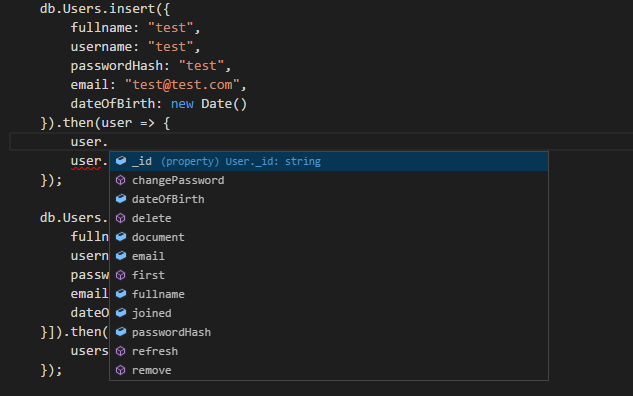 db.Users.insert({
fullname: "test",
username: "test",
passwordHash: "test",
email: "test@test.com",
dateOfBirth: new Date()
}).then(user => {
user.
user.
_id (property) User._id: string
});
changePassword
dateOfBirth
db.Users.
delete
fulln
document
usern
email
passw
first
email
fullname
dateO
joined
}]).then(
passwordHash
users
refresh
});
remove